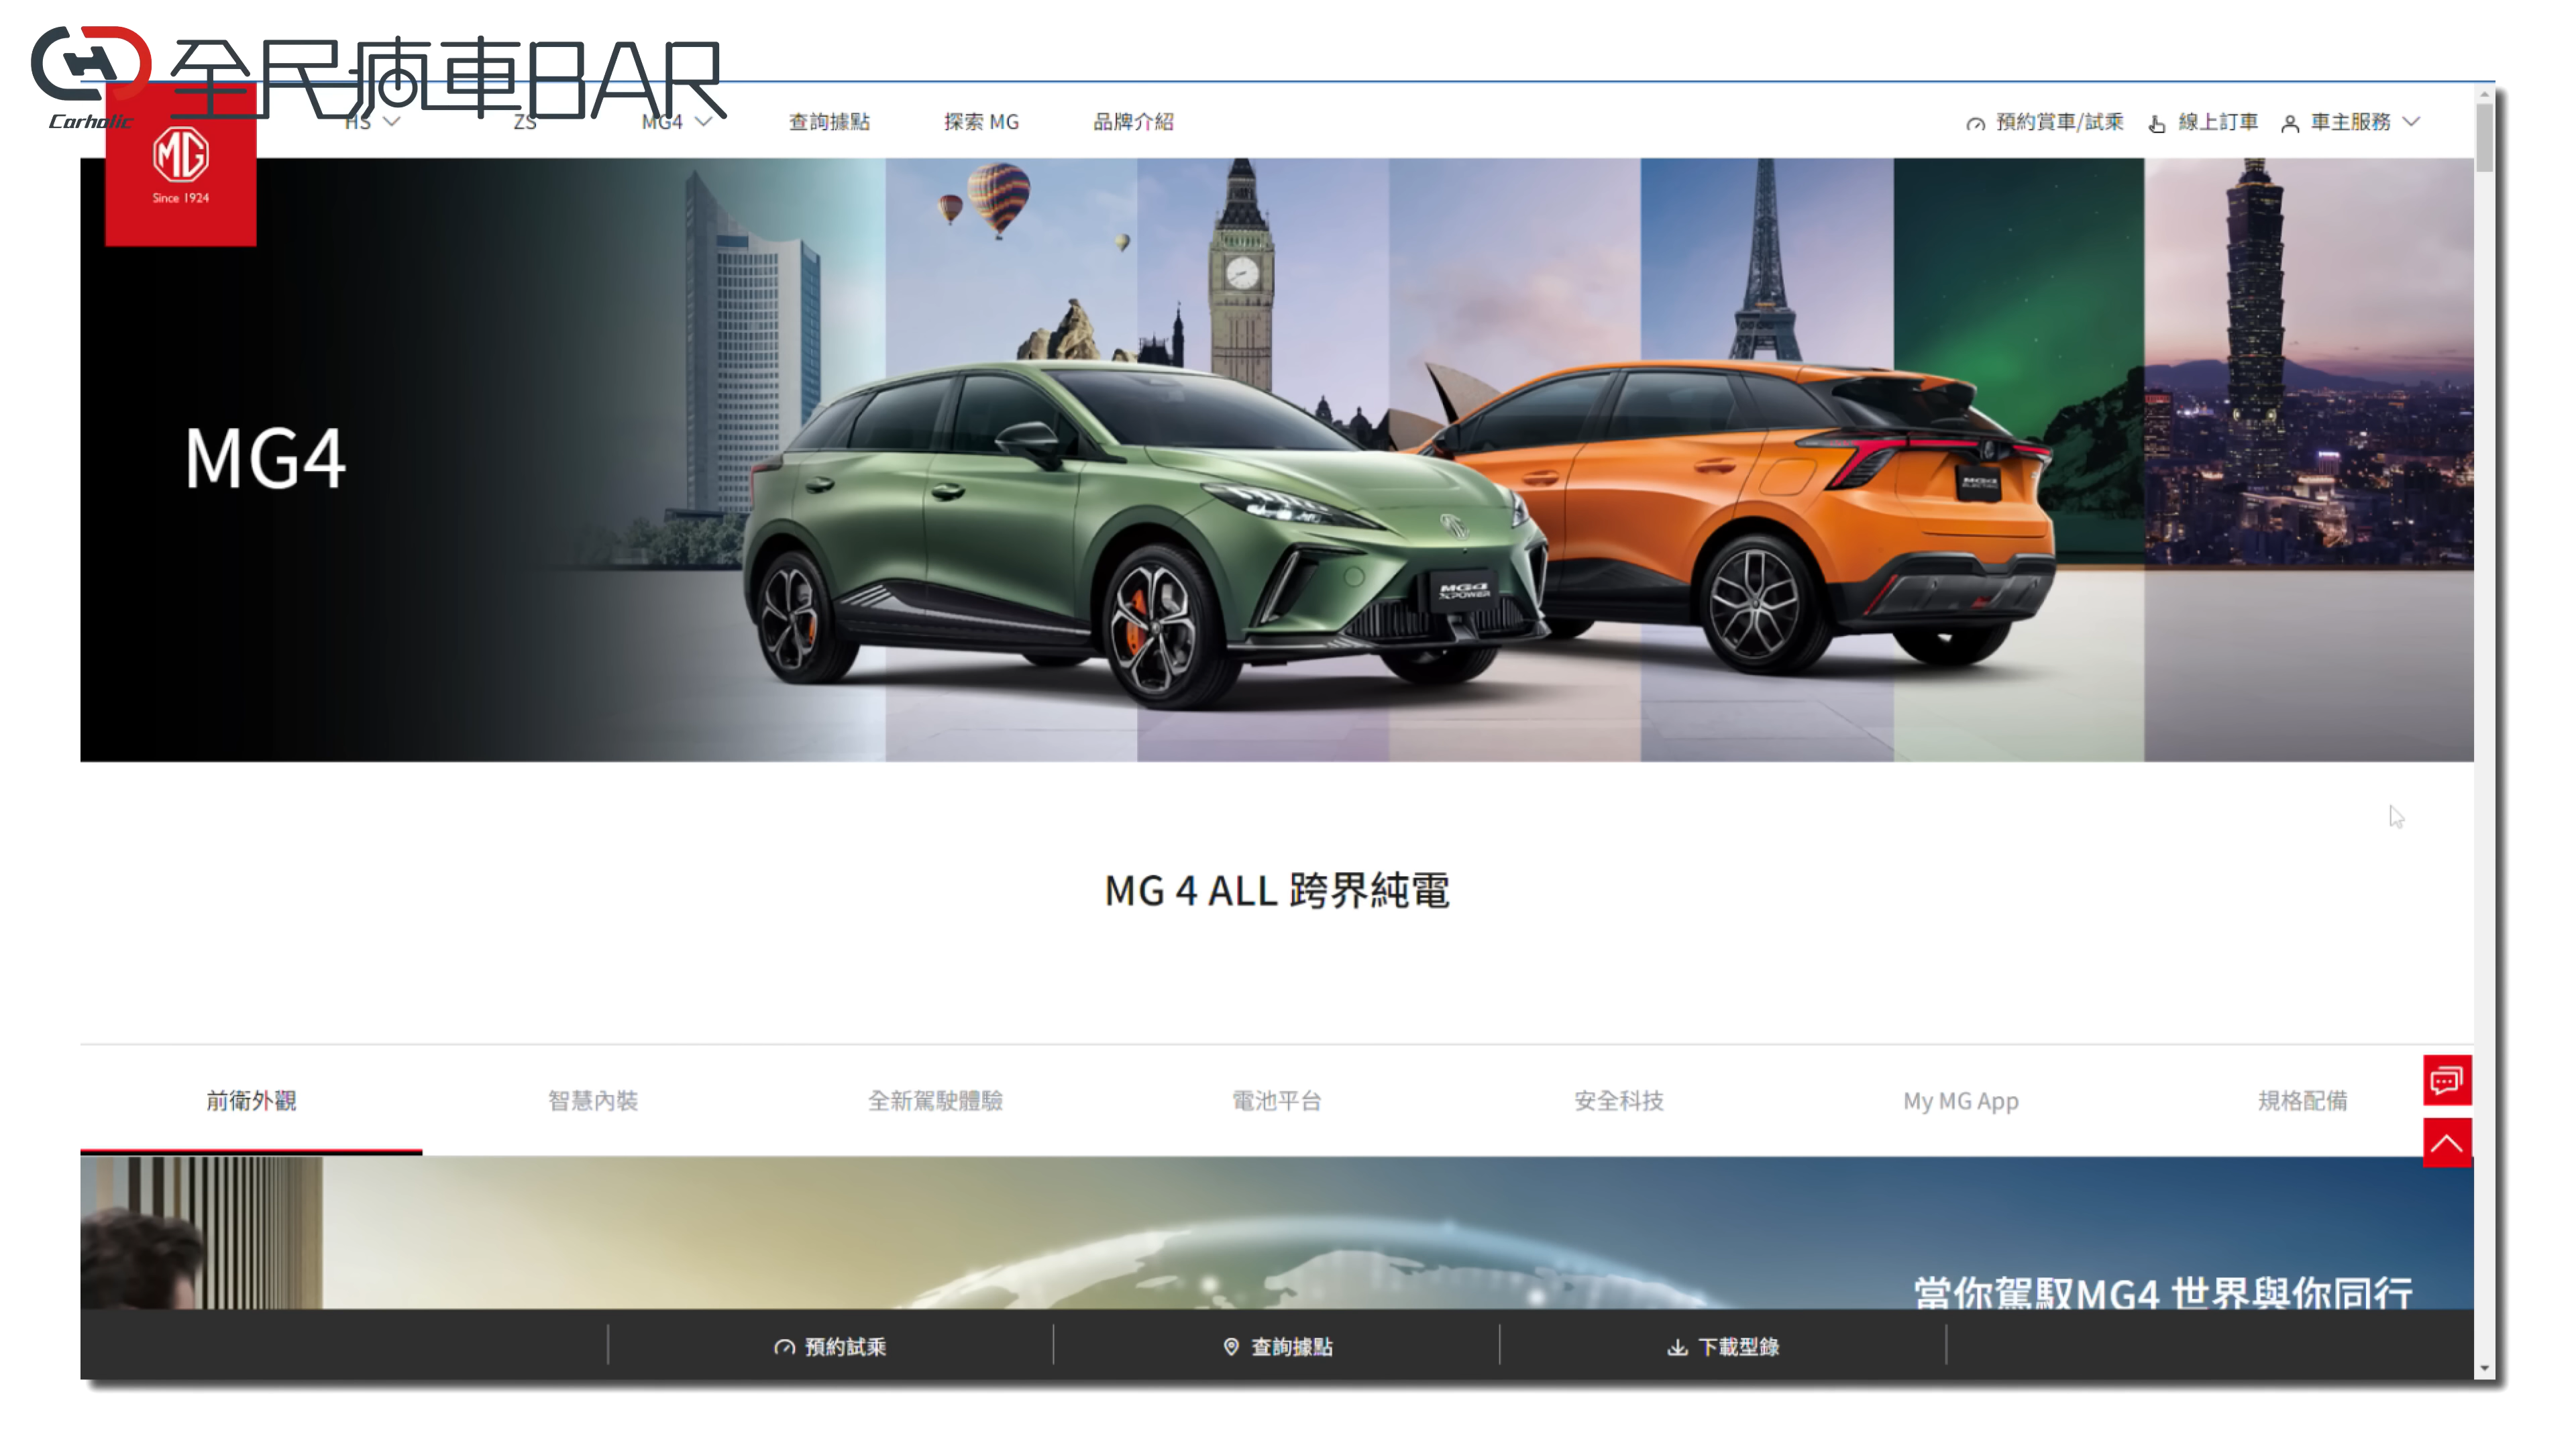 全民瘋車BAR
Carholic
HS
ZS
MG4
查詢據點
探索 MG
品牌介紹
預約賞車/試乘
線上訂車
車主服務
MG
Since 1924
MG4
MG4
XPOWER
MG 4 ALL 跨界純電
前衛外觀
智慧內裝
全新駕駛體驗
電池平台
安全科技
My MG App
規格配備
當你駕馭MG4 世界與你同行
預約試乘
查詢據點
下載型錄